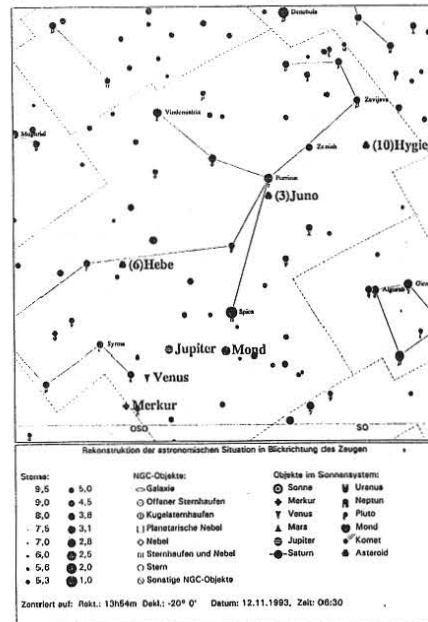 Denebola
Zavijava
Vindemiatrix
(10)Hygie
Zaniah
Porrima
(3)Juno
(6)Hebe
Spica
Algorab
Syrma
Jupiter Mond
Venus
Merkur
OSO SO
Rekonstruktion der astronomischen Situation in Blickrichtung des Zeugen
Sterne: NGC-Objekte: Objekte im Sonnensystem:
9,5 5,0 Galaxie Sonne Uranus
9,0 4,5 Offener Sternhaufen Merkur Neptun
8,0 3,8 Kugelsternhaufen Venus Pluto
7,5 3,1 Planetarische Nebel Mars Mond
7,0 2,8 Nebel Jupiter Komet
6,0 2,5 Sternhaufen und Nebel Saturn Asteroid
5,6 2,0 Stern
5,3 1,0 Sonstige NGC-Objekte
Zentriert auf: Rekt.: 13h54m Dekl.: -20° 0' Datum: 12.11.1993, Zeit: 06:30